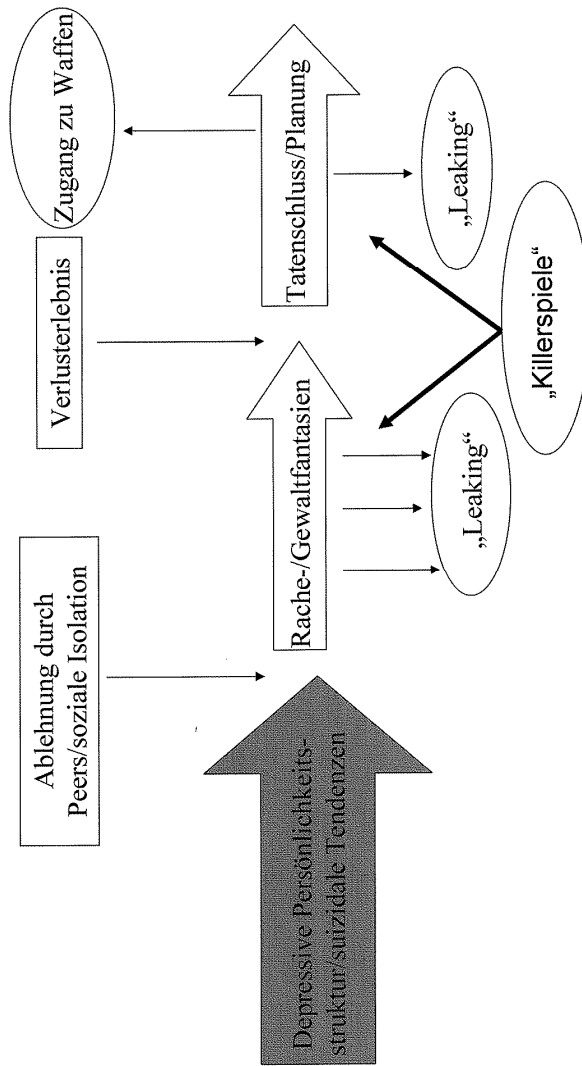 Ablehnung durch
Peers/soziale Isolation
Verlusterlebnis
Zugang zu Waffen
Depressive Persönlichkeits-
struktur/suizidale Tendenzen
Rache-/Gewaltfantasien
Tatenschluss/Planung
„Leaking“
„Leaking“
„Killerspiele“